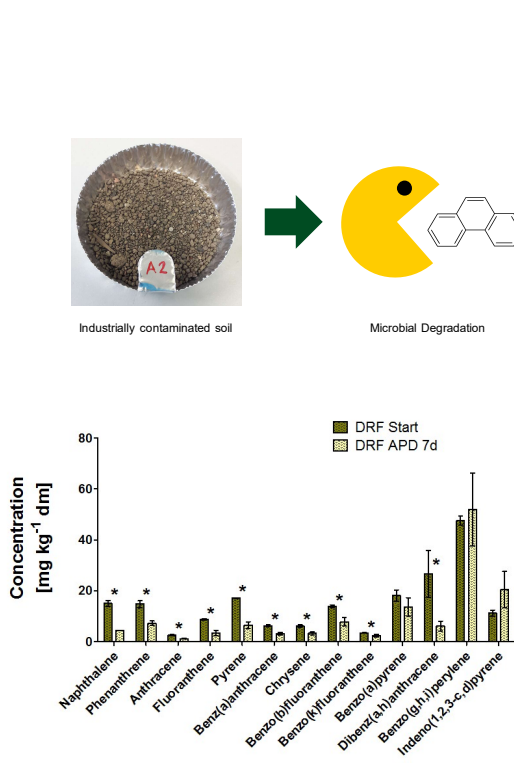 A2
Industrially contaminated soil
Microbial Degradation
DRF Start
DRF APD 7d
Concentration
[mg kg⁻¹ dm]
80
60
40
20
0
*
*
*
*
*
*
*
*
*
*
Naphthalene
Phenanthrene
Anthracene
Fluoranthene
Pyrene
Benz(a)anthracene
Chrysene
Benzo(b)fluoranthene
Benzo(k)fluoranthene
Benzo(a)pyrene
Dibenz(a,h)anthracene
Benzo(g,h,i)perylene
Indeno(1,2,3-c,d)pyrene